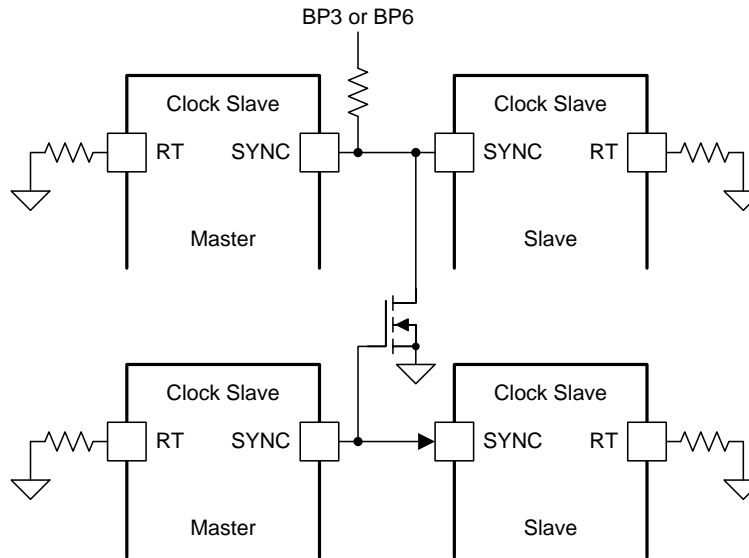 BP3 or BP6
Clock Slave
Clock Slave
RT
SYNC
SYNC
RT
Master
Slave
Clock Slave
Clock Slave
RT
SYNC
SYNC
RT
Master
Slave